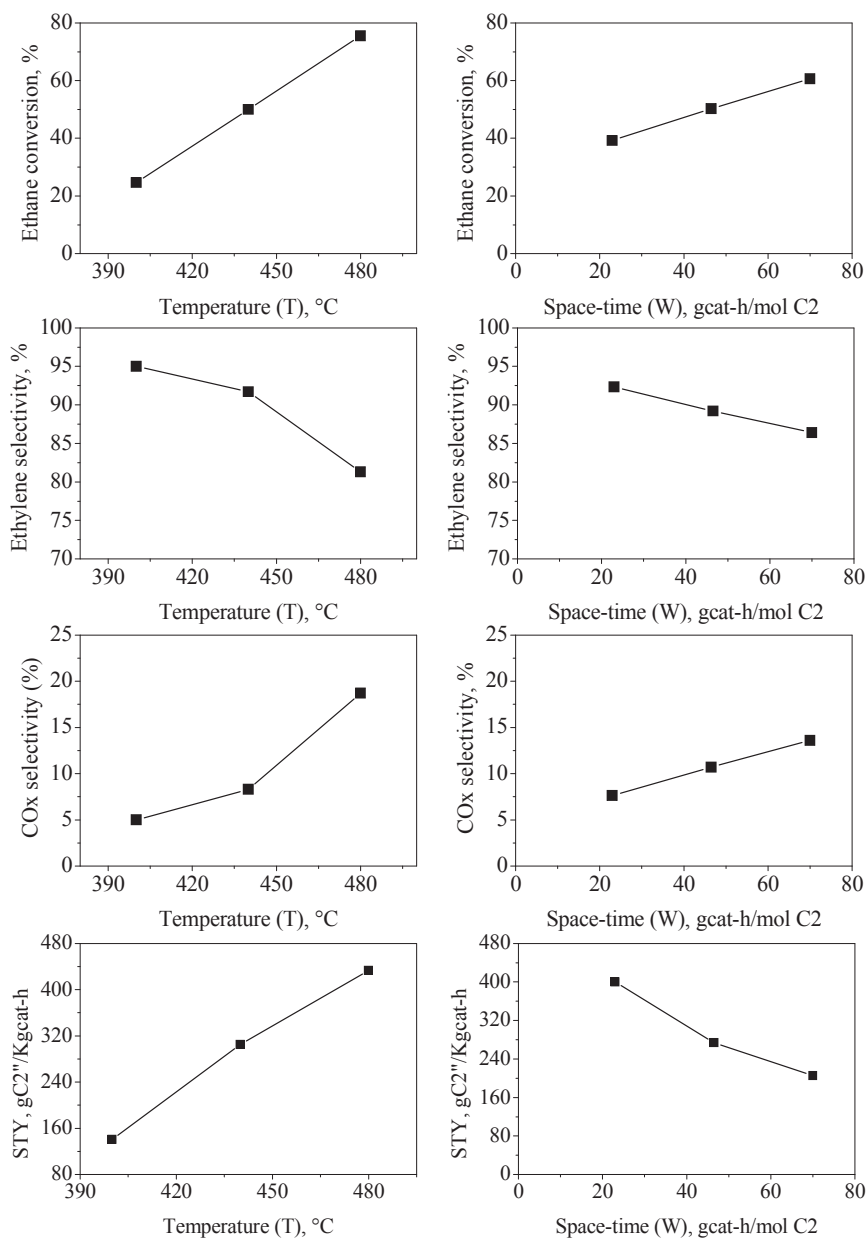 80
60
40
20
0
Ethane conversion, %
390 420 450 480
Temperature (T), °C
80
60
40
20
0
Ethane conversion, %
0 20 40 60 80
Space-time (W), gcat-h/mol C2
100
95
90
85
80
75
70
Ethylene selectivity, %
390 420 450 480
Temperature (T), °C
100
95
90
85
80
75
70
Ethylene selectivity, %
0 20 40 60 80
Space-time (W), gcat-h/mol C2
25
20
15
10
5
0
COx selectivity (%)
390 420 450 480
Temperature (T), °C
25
20
15
10
5
0
COx selectivity, %
0 20 40 60 80
Space-time (W), gcat-h/mol C2
480
400
320
240
160
80
STY, gC2"/Kgcat-h
390 420 450 480
Temperature (T), °C
480
400
320
240
160
80
0
STY, gC2"/Kgcat-h
0 20 40 60 80
Space-time (W), gcat-h/mol C2